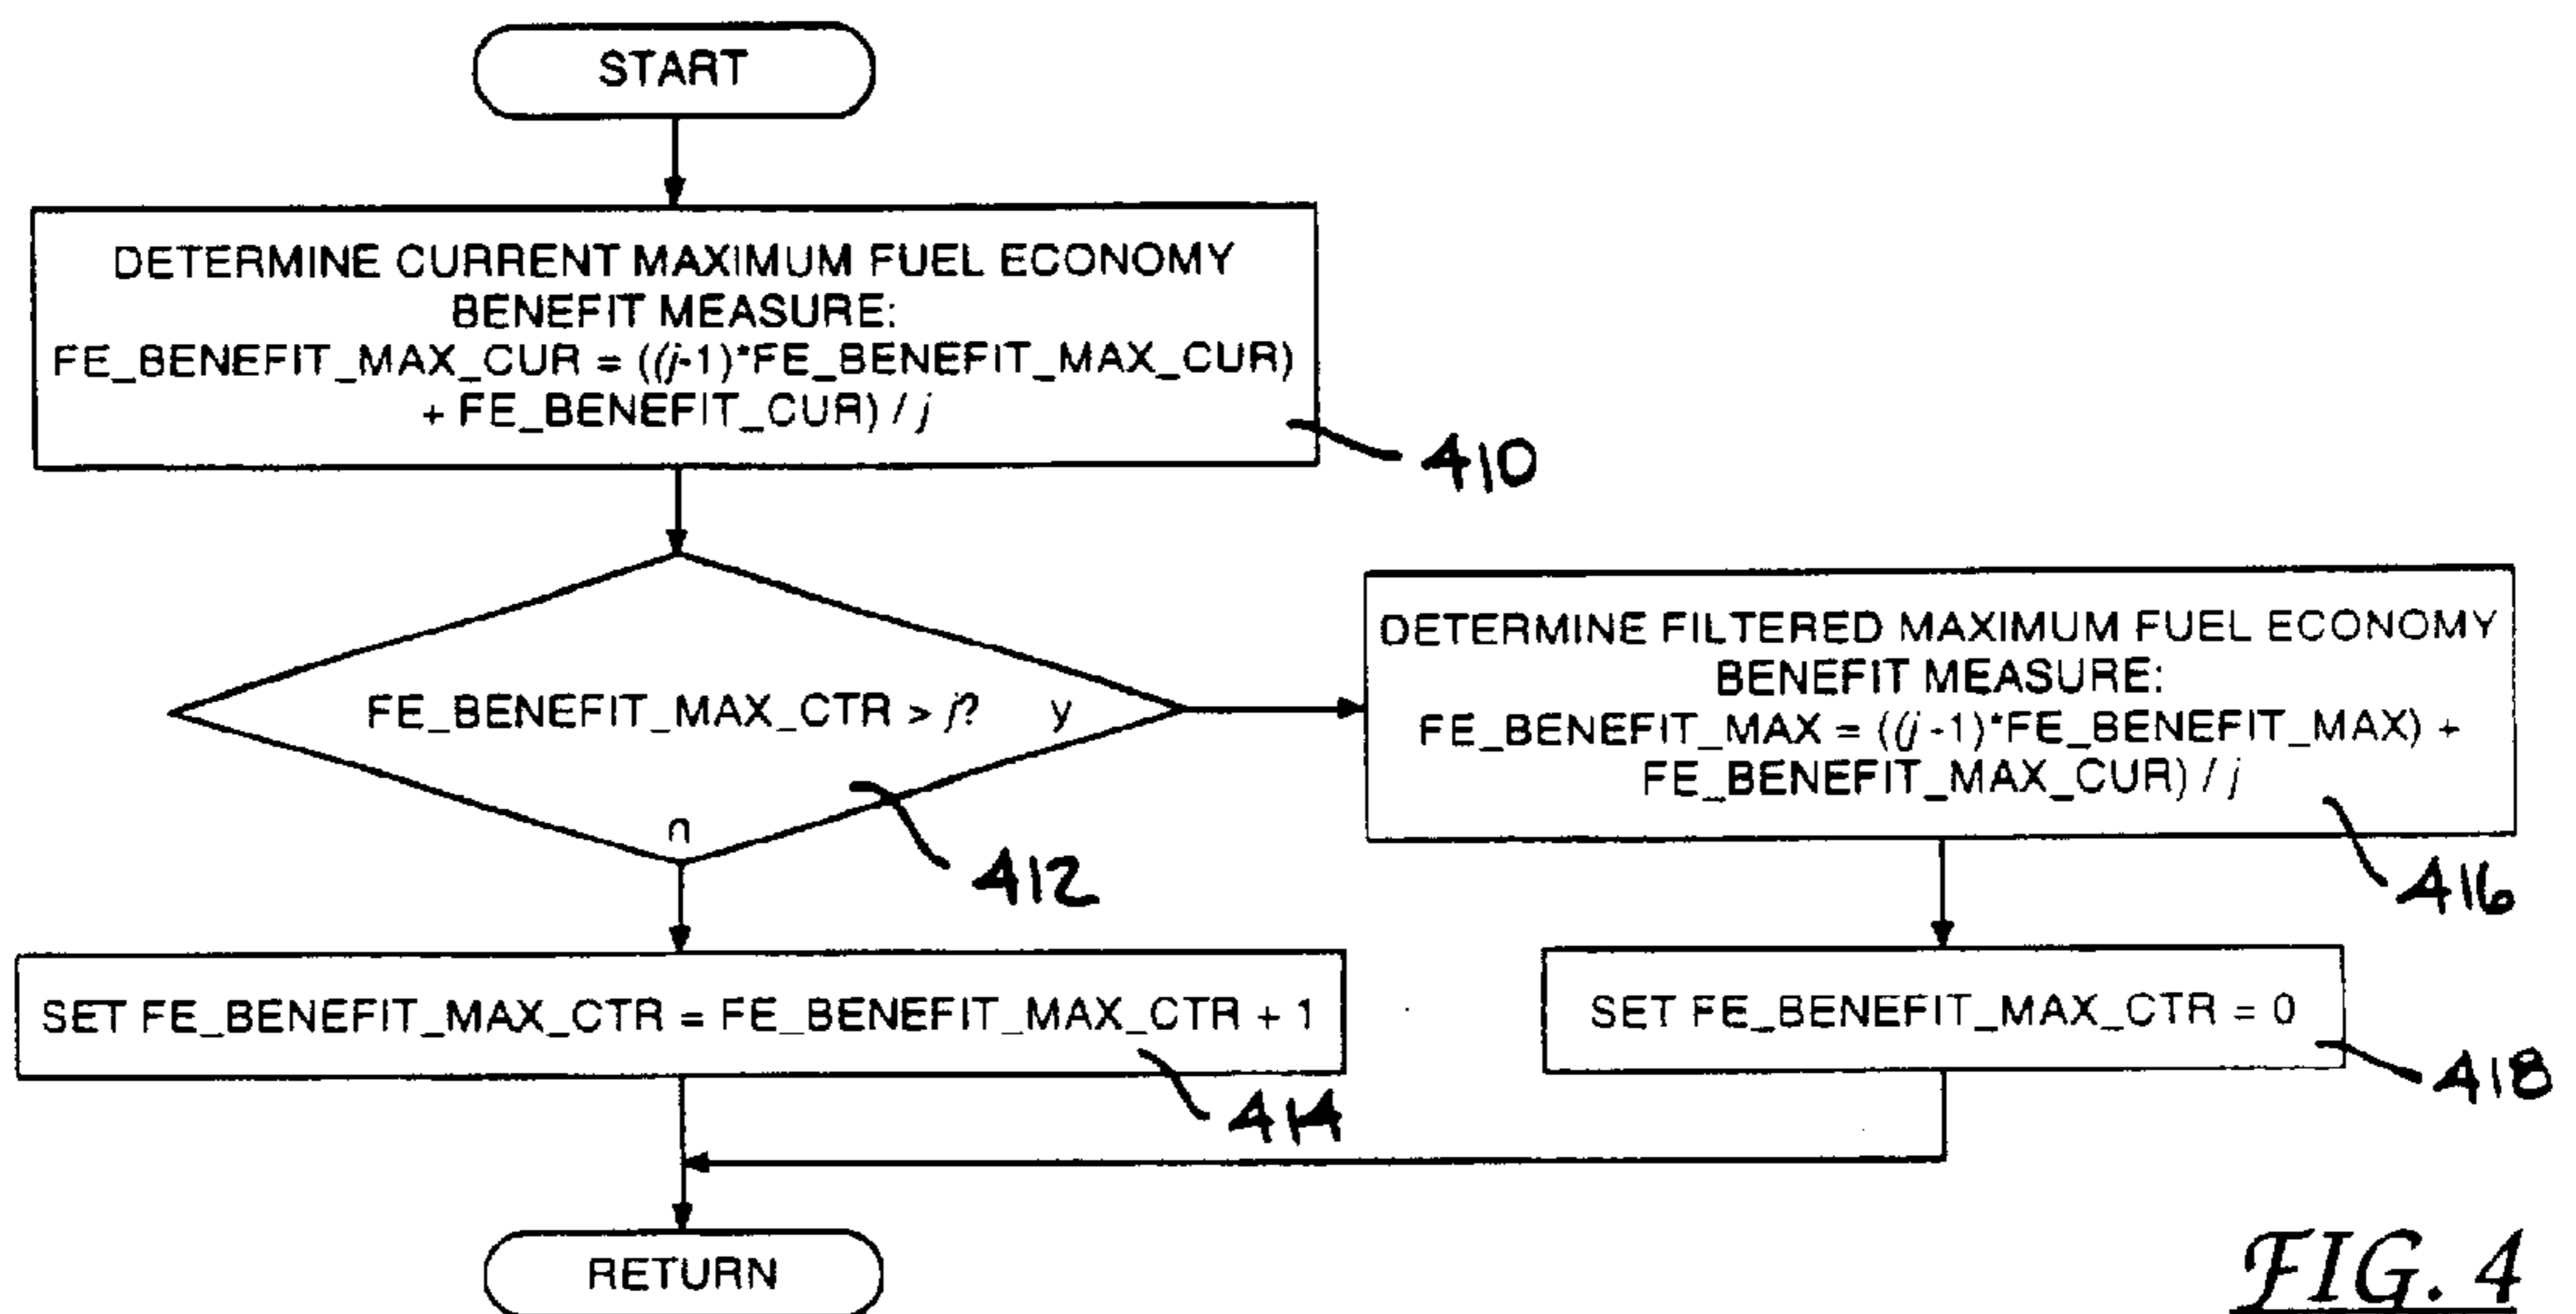 START
DETERMINE CURRENT MAXIMUM FUEL ECONOMY
BENEFIT MEASURE:
FE_BENEFIT_MAX_CUR = ((j-1)*FE_BENEFIT_MAX_CUR)
+ FE_BENEFIT_CUR) / j
410
FE_BENEFIT_MAX_CTR > j? y
n
412
DETERMINE FILTERED MAXIMUM FUEL ECONOMY
BENEFIT MEASURE:
FE_BENEFIT_MAX = ((j -1)*FE_BENEFIT_MAX) +
FE_BENEFIT_MAX_CUR) / j
416
SET FE_BENEFIT_MAX_CTR = FE_BENEFIT_MAX_CTR + 1
414
SET FE_BENEFIT_MAX_CTR = 0
418
RETURN
FIG. 4